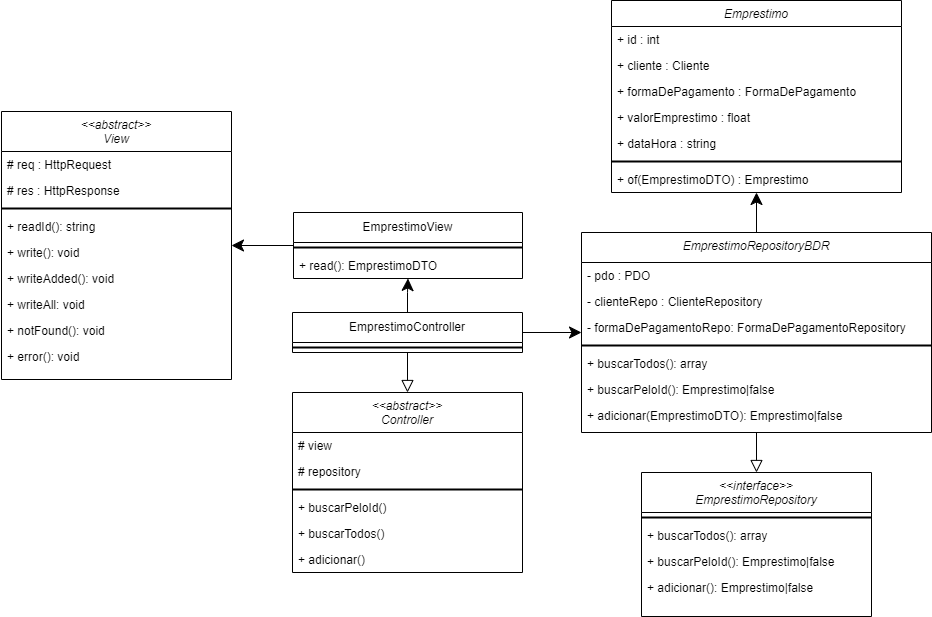 Emprestimo
+ id : int
+ cliente : Cliente
+ formaDePagamento : FormaDePagamento
+ valorEmprestimo : float
+ dataHora : string
+ of(EmprestimoDTO) : Emprestimo
<<abstract>>
View
# req : HttpRequest
# res : HttpResponse
+ readId(): string
+ write(): void
+ writeAdded(): void
+ writeAll: void
+ notFound(): void
+ error(): void
EmprestimoView
+ read(): EmprestimoDTO
EmprestimoController
<<abstract>>
Controller
# view
# repository
+ buscarPeloId()
+ buscarTodos()
+ adicionar()
EmprestimoRepositoryBDR
- pdo : PDO
- clienteRepo : ClienteRepository
- formaDePagamentoRepo: FormaDePagamentoRepository
+ buscarTodos(): array
+ buscarPeloId(): Emprestimo|false
+ adicionar(EmprestimoDTO): Emprestimo|false
<<interface>>
EmprestimoRepository
+ buscarTodos(): array
+ buscarPeloId(): Emprestimo|false
+ adicionar(): Emprestimo|false